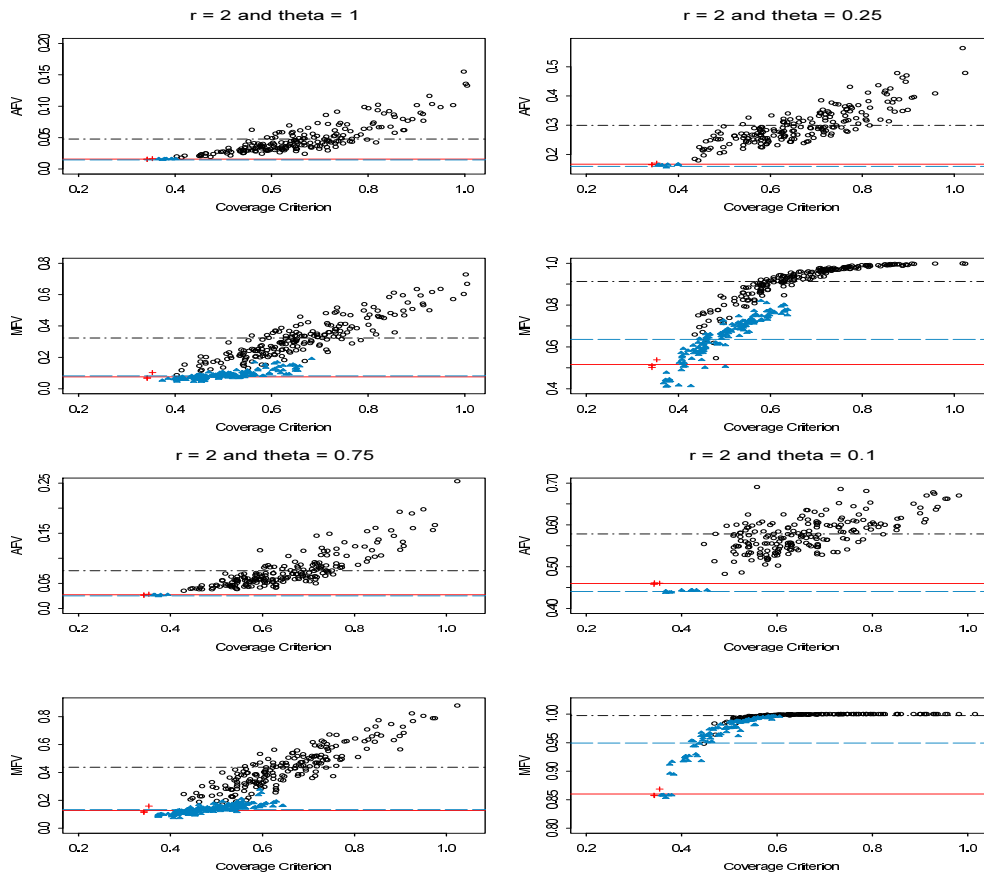 r = 2 and theta = 1
AFV
0.00 0.05 0.10 0.15 0.20
0.2 0.4 0.6 0.8 1.0
Coverage Criterion
MFV
0.0 0.2 0.4 0.6 0.8
0.2 0.4 0.6 0.8 1.0
Coverage Criterion
r = 2 and theta = 0.25
AFV
0.2 0.3 0.4 0.5
0.2 0.4 0.6 0.8 1.0
Coverage Criterion
MFV
0.4 0.6 0.8 1.0
0.2 0.4 0.6 0.8 1.0
Coverage Criterion
r = 2 and theta = 0.75
AFV
0.0 0.05 0.15 0.25
0.2 0.4 0.6 0.8 1.0
Coverage Criterion
MFV
0.0 0.2 0.4 0.6 0.8
0.2 0.4 0.6 0.8 1.0
Coverage Criterion
r = 2 and theta = 0.1
AFV
0.40 0.50 0.60 0.70
0.2 0.4 0.6 0.8 1.0
Coverage Criterion
MFV
0.80 0.85 0.90 0.95 1.00
0.2 0.4 0.6 0.8 1.0
Coverage Criterion